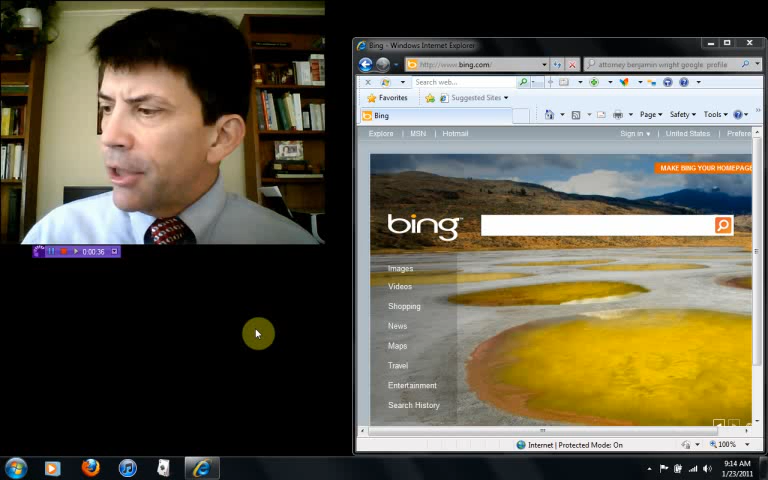 Bing - Windows Internet Explorer
http://www.bing.com/
attorney benjamin wright google profile
Search web...
Favorites
Suggested Sites
Bing
Page
Safety
Tools
Explore | MSN | Hotmail
Sign in | United States | Prefere
MAKE BING YOUR HOMEPAGE
bing
Images
Videos
Shopping
News
Maps
Travel
Entertainment
Search History
0:00:36
Internet | Protected Mode: On
100%
9:14 AM
1/23/2011